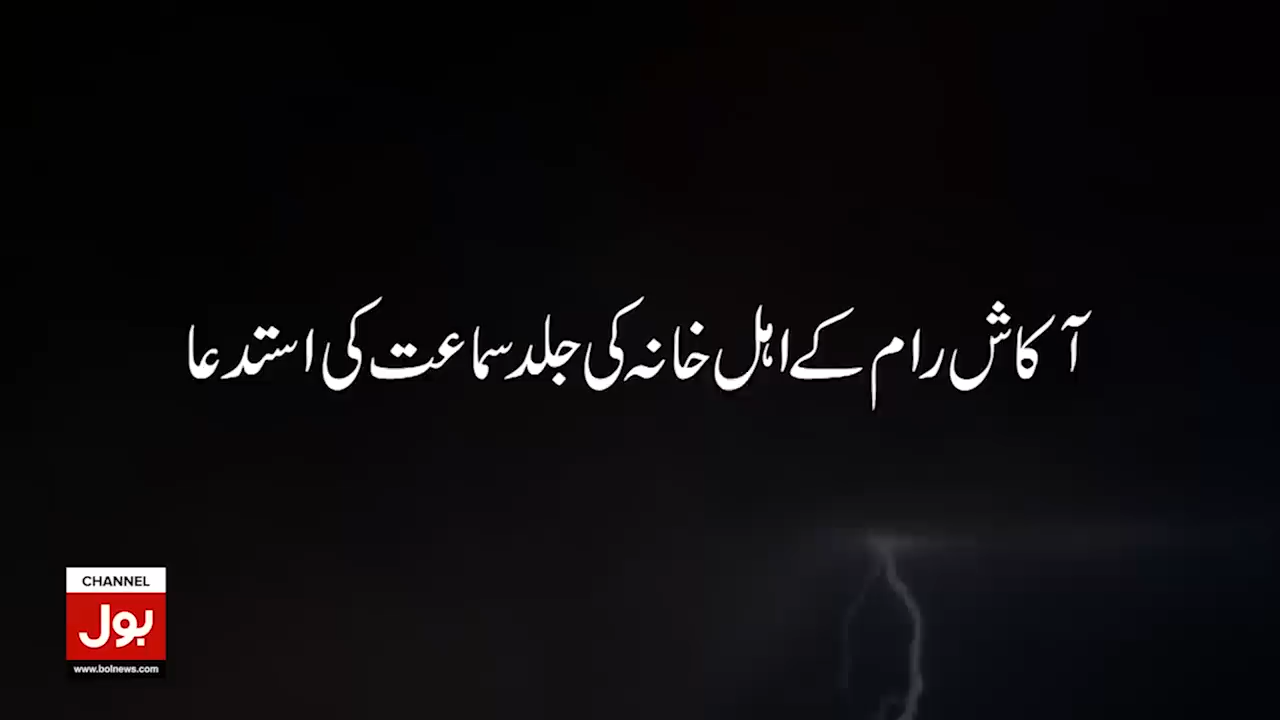 آکاش رام کے اہل خانہ کی جلد سماعت کی استدعا
CHANNEL
بول
www.bolnews.com